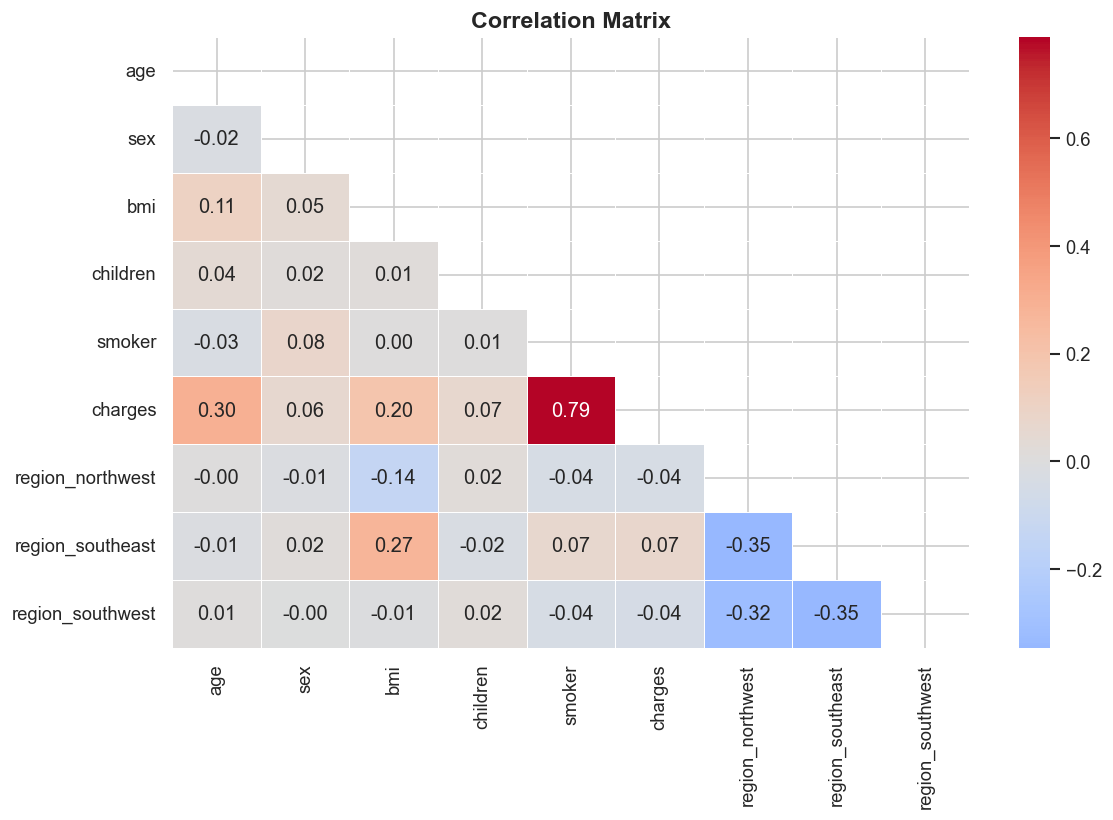 Correlation Matrix
age
sex -0.02
bmi 0.11 0.05
children 0.04 0.02 0.01
smoker -0.03 0.08 0.00 0.01
charges 0.30 0.06 0.20 0.07 0.79
region_northwest -0.00 -0.01 -0.14 0.02 -0.04 -0.04
region_southeast -0.01 0.02 0.27 -0.02 0.07 0.07 -0.35
region_southwest 0.01 -0.00 -0.01 0.02 -0.04 -0.04 -0.32 -0.35
age sex bmi children smoker charges region_northwest region_southeast region_southwest
0.6
0.4
0.2
0.0
−0.2